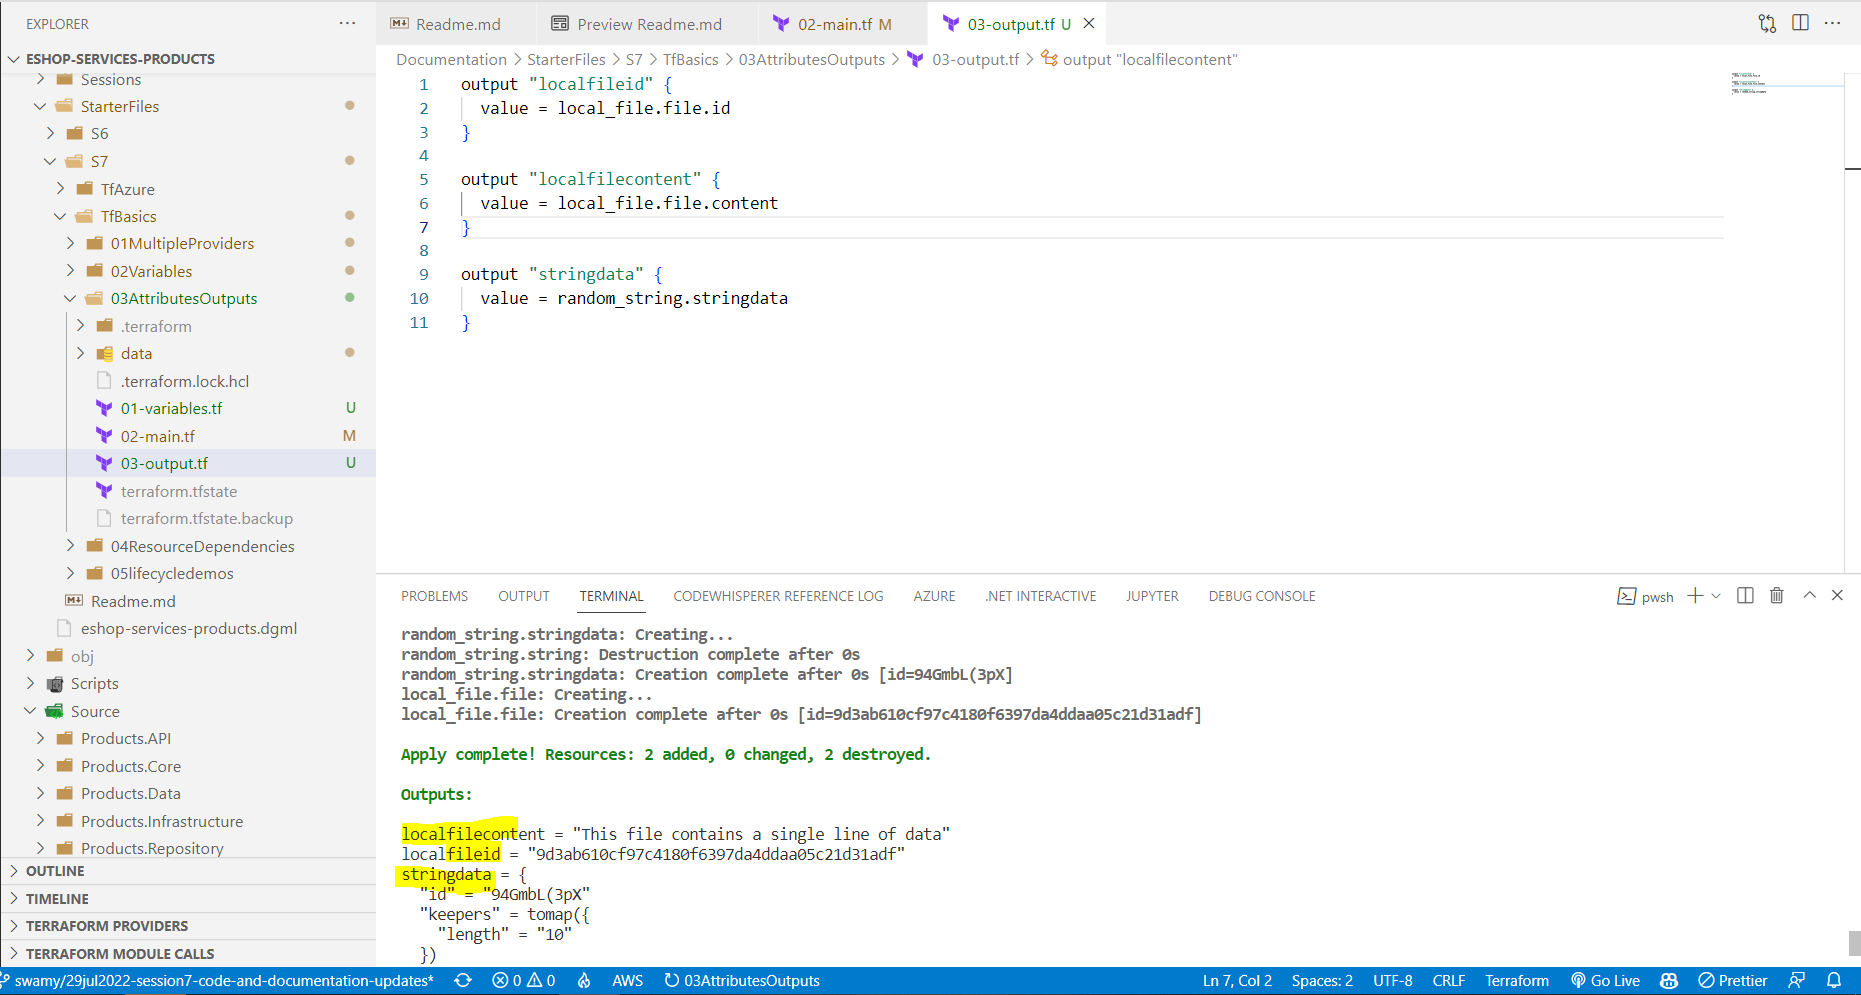 EXPLORER ···
ESHOP-SERVICES-PRODUCTS
Sessions
StarterFiles
S6
S7
TfAzure
TfBasics
01MultipleProviders
02Variables
03AttributesOutputs
.terraform
data
.terraform.lock.hcl
01-variables.tf U
02-main.tf M
03-output.tf U
terraform.tfstate
terraform.tfstate.backup
04ResourceDependencies
05lifecycledemos
Readme.md
eshop-services-products.dgml
obj
Scripts
Source
Products.API
Products.Core
Products.Data
Products.Infrastructure
Products.Repository
OUTLINE
TIMELINE
TERRAFORM PROVIDERS
TERRAFORM MODULE CALLS
Readme.md Preview Readme.md 02-main.tf M 03-output.tf U
Documentation > StarterFiles > S7 > TfBasics > 03AttributesOutputs > 03-output.tf > output "localfilecontent"
1 output "localfileid" {
2 value = local_file.file.id
3 }
4
5 output "localfilecontent" {
6 value = local_file.file.content
7 }
8
9 output "stringdata" {
10 value = random_string.stringdata
11 }
PROBLEMS OUTPUT TERMINAL CODEWHISPERER REFERENCE LOG AZURE .NET INTERACTIVE JUPYTER DEBUG CONSOLE pwsh
random_string.stringdata: Creating...
random_string.string: Destruction complete after 0s
random_string.stringdata: Creation complete after 0s [id=94GmbL(3pX]
local_file.file: Creating...
local_file.file: Creation complete after 0s [id=9d3ab610cf97c4180f6397da4ddaa05c21d31adf]
Apply complete! Resources: 2 added, 0 changed, 2 destroyed.
Outputs:
localfilecontent = "This file contains a single line of data"
localfileid = "9d3ab610cf97c4180f6397da4ddaa05c21d31adf"
stringdata = {
"id" = "94GmbL(3pX"
"keepers" = tomap({
"length" = "10"
})
swamy/29jul2022-session7-code-and-documentation-updates* 0 0 AWS 03AttributesOutputs Ln 7, Col 2 Spaces: 2 UTF-8 CRLF Terraform Go Live Prettier